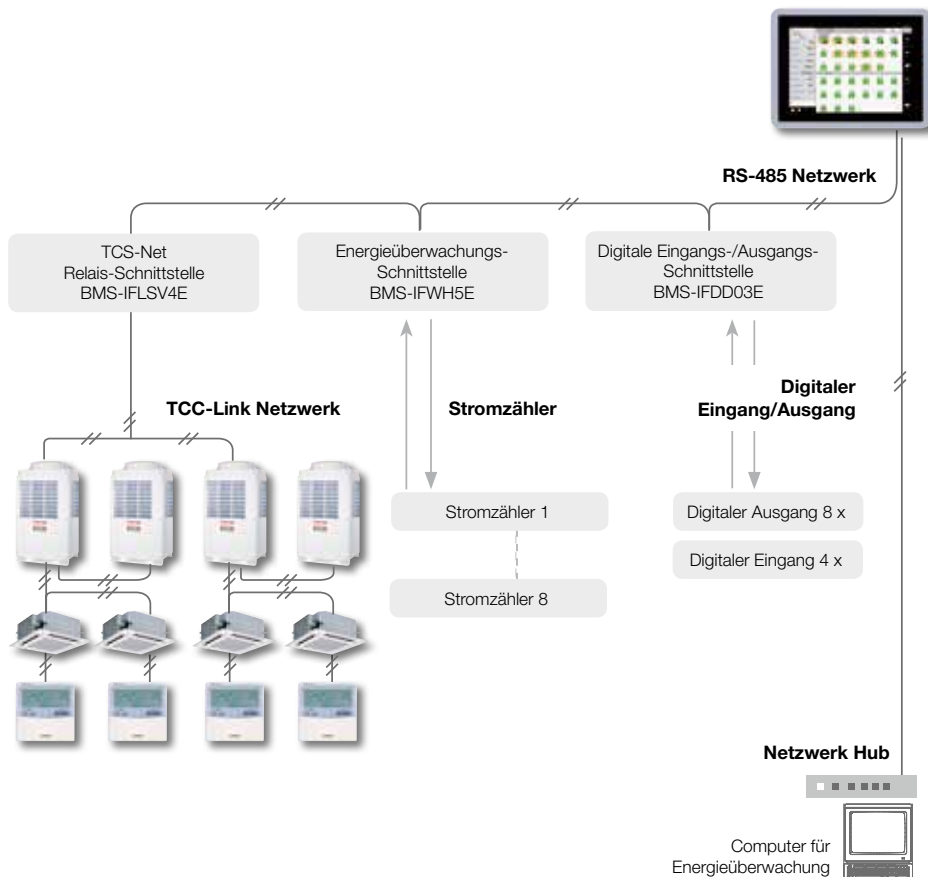 RS-485 Netzwerk
TCS-Net
Relais-Schnittstelle
BMS-IFLSV4E
Energieüberwachungs-
Schnittstelle
BMS-IFWH5E
Digitale Eingangs-/Ausgangs-
Schnittstelle
BMS-IFDD03E
TCC-Link Netzwerk
Stromzähler
Digitaler
Eingang/Ausgang
Stromzähler 1
Stromzähler 8
Digitaler Ausgang 8 x
Digitaler Eingang 4 x
Netzwerk Hub
Computer für
Energieüberwachung